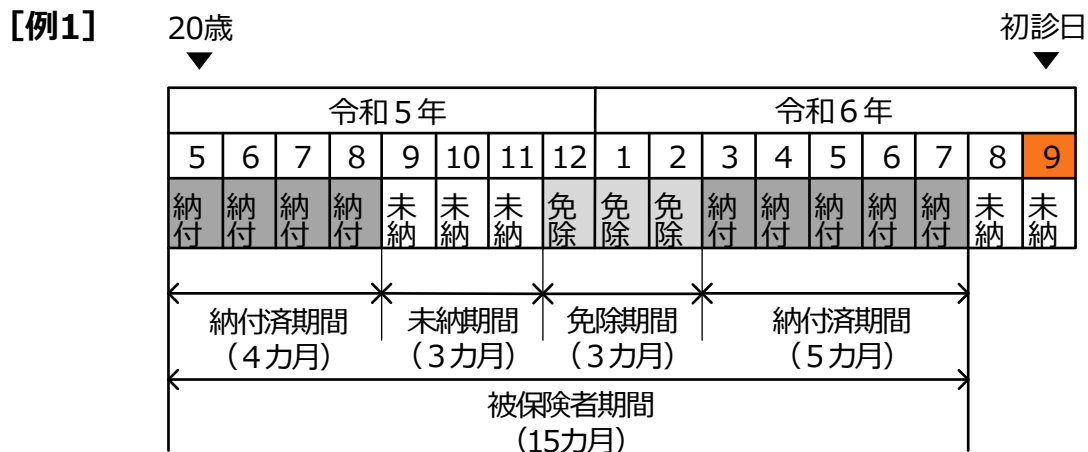 [例1] 20歳 初診日
令和5年 令和6年
5 6 7 8 9 10 11 12 1 2 3 4 5 6 7 8 9
納付 納付 納付 納付 未納 未納 未納 免除 免除 免除 納付 納付 納付 納付 納付 未納 未納
納付済期間 未納期間 免除期間 納付済期間
(4カ月) (3カ月) (3カ月) (5カ月)
被保険者期間
(15カ月)